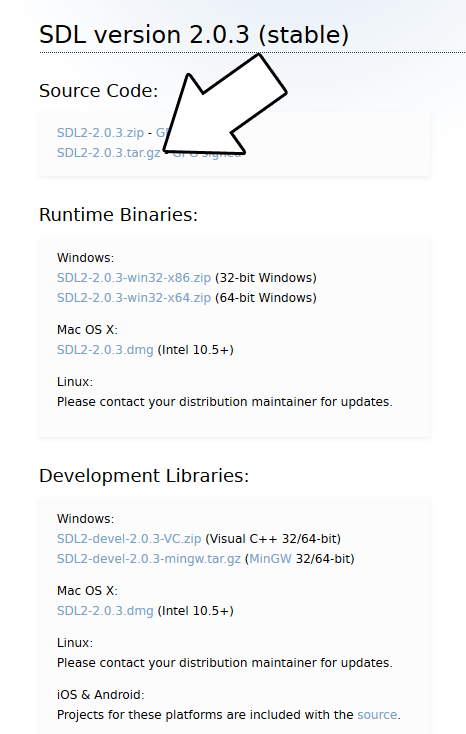 SDL version 2.0.3 (stable)
Source Code:
SDL2-2.0.3.zip -
SDL2-2.0.3.tar.gz - GPG signed
Runtime Binaries:
Windows:
SDL2-2.0.3-win32-x86.zip (32-bit Windows)
SDL2-2.0.3-win32-x64.zip (64-bit Windows)
Mac OS X:
SDL2-2.0.3.dmg (Intel 10.5+)
Linux:
Please contact your distribution maintainer for updates.
Development Libraries:
Windows:
SDL2-devel-2.0.3-VC.zip (Visual C++ 32/64-bit)
SDL2-devel-2.0.3-mingw.tar.gz (MinGW 32/64-bit)
Mac OS X:
SDL2-2.0.3.dmg (Intel 10.5+)
Linux:
Please contact your distribution maintainer for updates.
iOS & Android:
Projects for these platforms are included with the source.